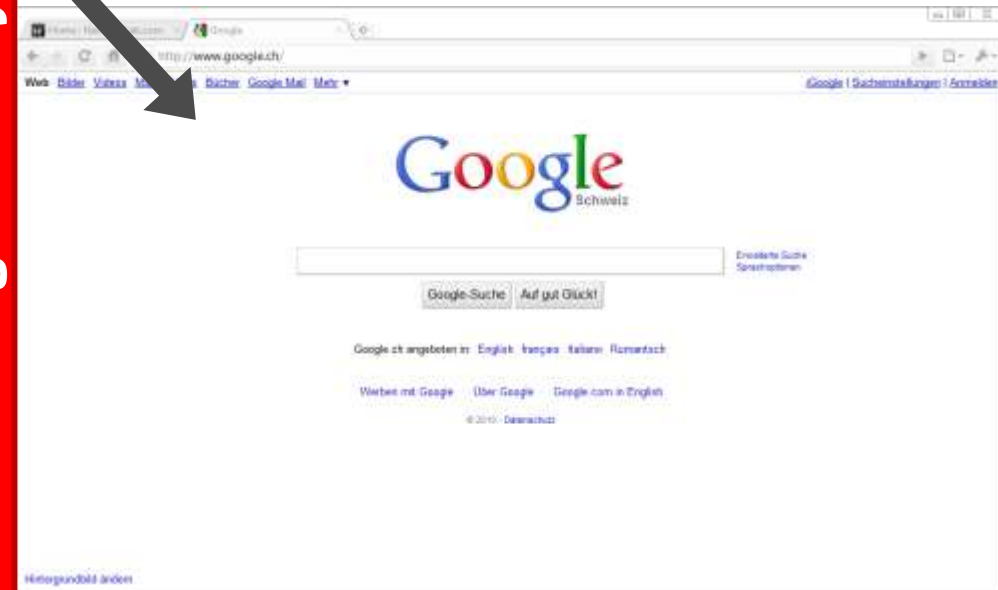 Google
http://www.google.ch/
Web Bilder Videos Bücher Google Mail Mehr ▼
iGoogle | Sucheinstellungen | Anmelden
Google
Schweiz
Erweiterte Suche
Sprachoptionen
Google-Suche Auf gut Glück!
Google.ch angeboten in: English français italiano Rumantsch
Werben mit Google Über Google Google.com in English
© 2010 - Datenschutz
Hintergrundbild ändern